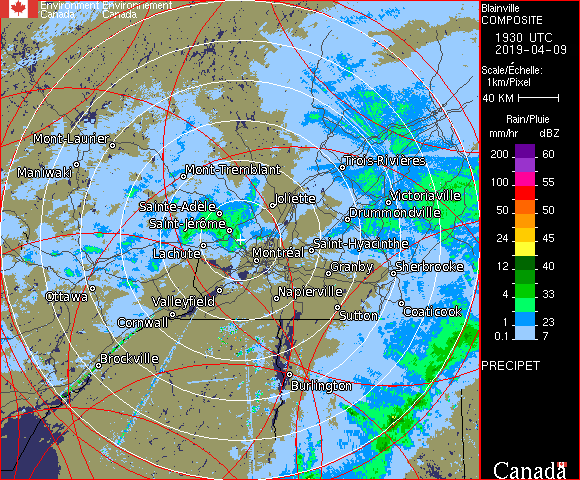 Environment Environnement
Canada Canada
Blainville
COMPOSITE
1930 UTC
2019-04-09
Scale/Échelle:
1km/Pixel
40 KM
Rain/Pluie
mm/hr dBZ
200 60
100 55
50 50
24 45
12 40
4 33
1 23
0.1 7
PRECIPET
Canada
Mont-Laurier
Maniwaki
Mont-Tremblant
Trois-Rivières
Joliette
Victoriaville
Sainte-Adele
Drummondville
Saint-Jérôme
Saint-Hyacinthe
Lachute
Montréal
Granby
Sherbrooke
Ottawa
Valleyfield
Napierville
Coaticook
Cornwall
Sutton
Brockville
Burlington